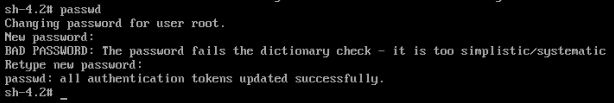 sh-4.2# passwd
Changing password for user root.
New password:
BAD PASSWORD: The password fails the dictionary check - it is too simplistic/systematic
Retype new password:
passwd: all authentication tokens updated successfully.
sh-4.2# _